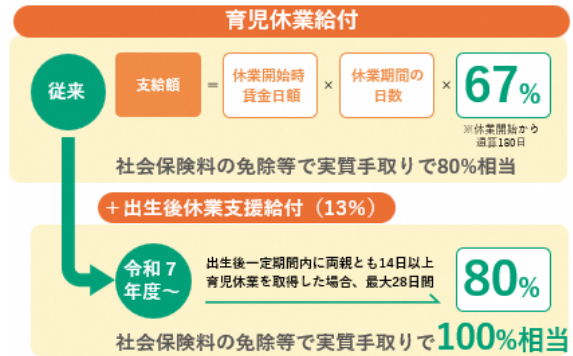 育児休業給付
従来
支給額 = 休業開始時賃金日額 × 休業期間の日数 × 67%
※休業開始から
通算180日
社会保険料の免除等で実質手取りで80%相当
＋出生後休業支援給付（13%）
令和7
年度～
出生後一定期間内に両親とも14日以上
育児休業を取得した場合、最大28日間
80%
社会保険料の免除等で実質手取りで100%相当